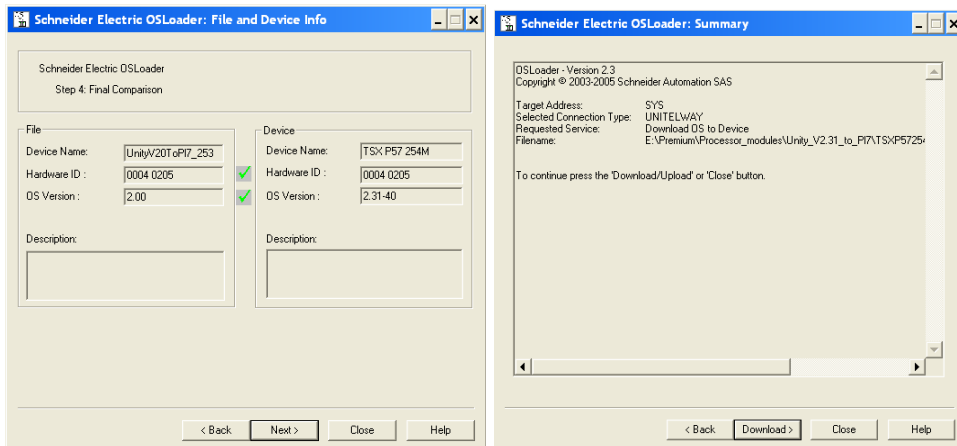 Schneider Electric OSLoader: File and Device Info
Schneider Electric OSLoader
Step 4: Final Comparison
File
Device Name: UnityV20ToPI7_253
Hardware ID : 0004 0205
OS Version : 2.00
Description:
Device
Device Name: TSX P57 254M
Hardware ID : 0004 0205
OS Version : 2.31-40
Description:
< Back Next > Close Help
Schneider Electric OSLoader: Summary
OSLoader - Version 2.3
Copyright © 2003-2005 Schneider Automation SAS
Target Address: SYS
Selected Connection Type: UNITELWAY
Requested Service: Download OS to Device
Filename: E:\Premium\Processor_modules\Unity_V2.31_to_PI7\TSXP5725
To continue press the 'Download/Upload' or 'Close' button.
< Back Download > Close Help